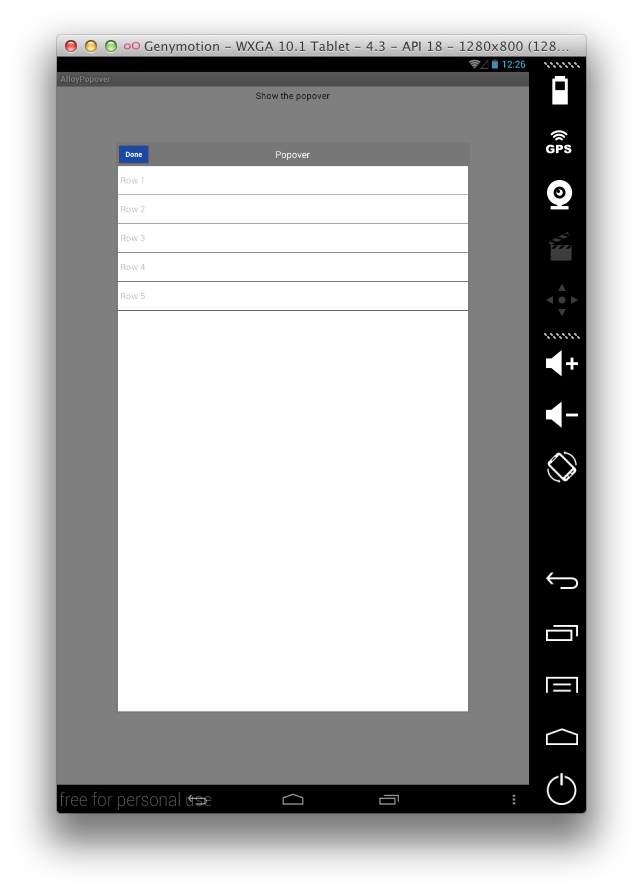 Genymotion – WXGA 10.1 Tablet – 4.3 – API 18 – 1280x800 (128...
12:26
AlloyPopover
Show the popover
GPS
Done
Popover
Row 1
Row 2
Row 3
Row 4
Row 5
free for personal use